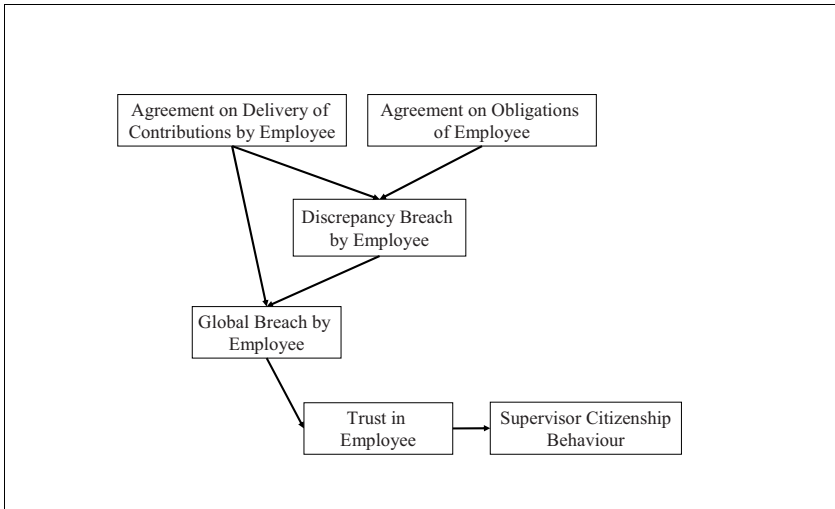 Agreement on Delivery of
Contributions by Employee
Agreement on Obligations
of Employee
Discrepancy Breach
by Employee
Global Breach by
Employee
Trust in
Employee
Supervisor Citizenship
Behaviour